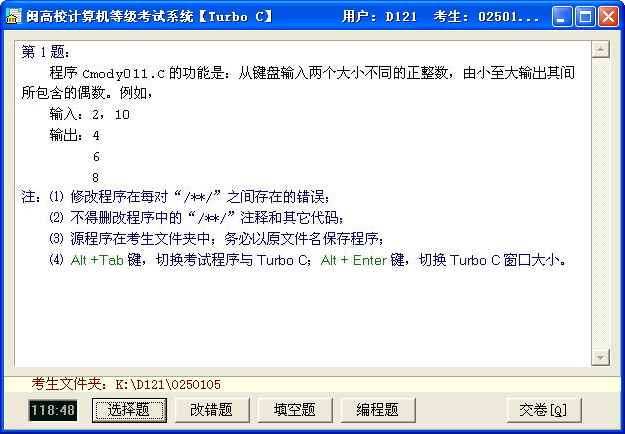 闽高校计算机等级考试系统【Turbo C】 用户: D121 考生: 02501...
第 1 题:
程序 Cmody011.C 的功能是: 从键盘输入两个大小不同的正整数, 由小至大输出其间
所包含的偶数。例如,
输入: 2, 10
输出: 4
6
8
注: ⑴ 修改程序在每对“/**/”之间存在的错误;
⑵ 不得删改程序中的“/**/”注释和其它代码;
⑶ 源程序在考生文件夹中; 务必以原文件名保存程序;
⑷ Alt +Tab 键, 切换考试程序与 Turbo C; Alt + Enter 键, 切换 Turbo C 窗口大小。
考生文件夹: K:\D121\0250105
118:48 选择题 改错题 填空题 编程题 交卷[Q]